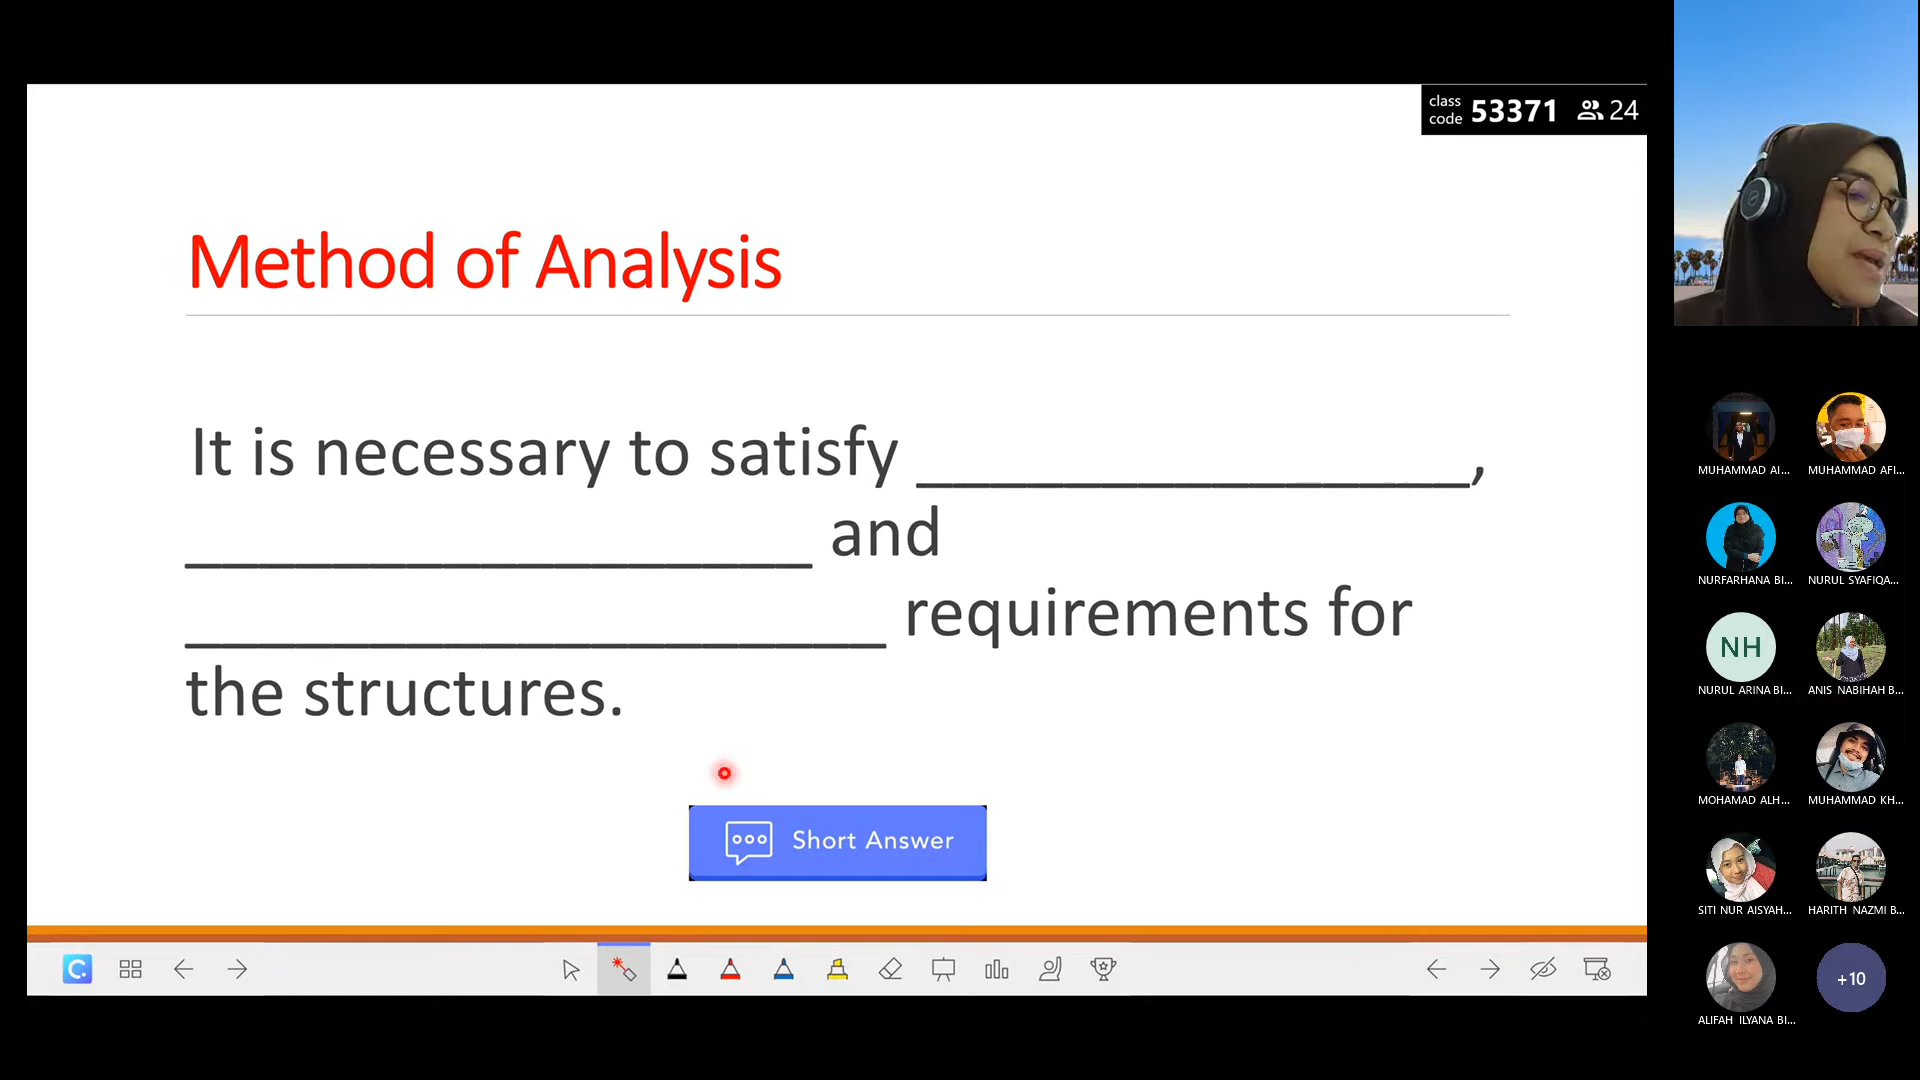 class
code 53371 24
Method of Analysis
It is necessary to satisfy _______________,
_________________ and
___________________ requirements for
the structures.
Short Answer
MUHAMMAD AI...
MUHAMMAD AFI...
NURFARHANA BI...
NURUL SYAFIQA...
NH
NURUL ARINA BI...
ANIS NABIHAH B...
MOHAMAD ALH...
MUHAMMAD KH...
SITI NUR AISYAH...
HARITH NAZMI B...
ALIFAH ILYANA BI...
+10